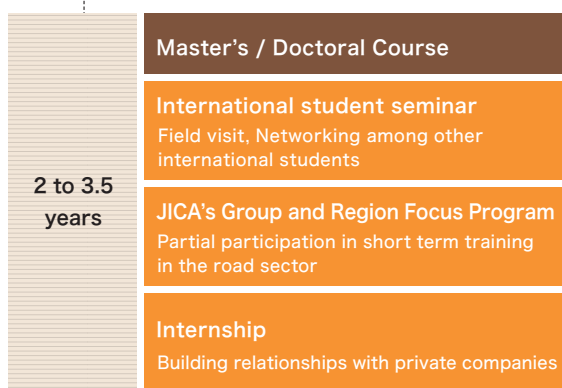 2 to 3.5
years
Master's / Doctoral Course
International student seminar
Field visit, Networking among other
international students
JICA's Group and Region Focus Program
Partial participation in short term training
in the road sector
Internship
Building relationships with private companies